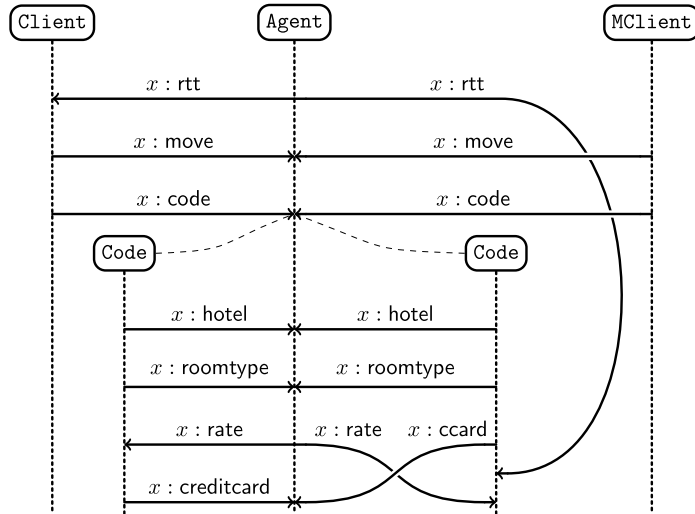 Client Agent MClient
x : rtt x : rtt
x : move x : move
x : code x : code
Code Code
x : hotel x : hotel
x : roomtype x : roomtype
x : rate x : rate x : ccard
x : creditcard